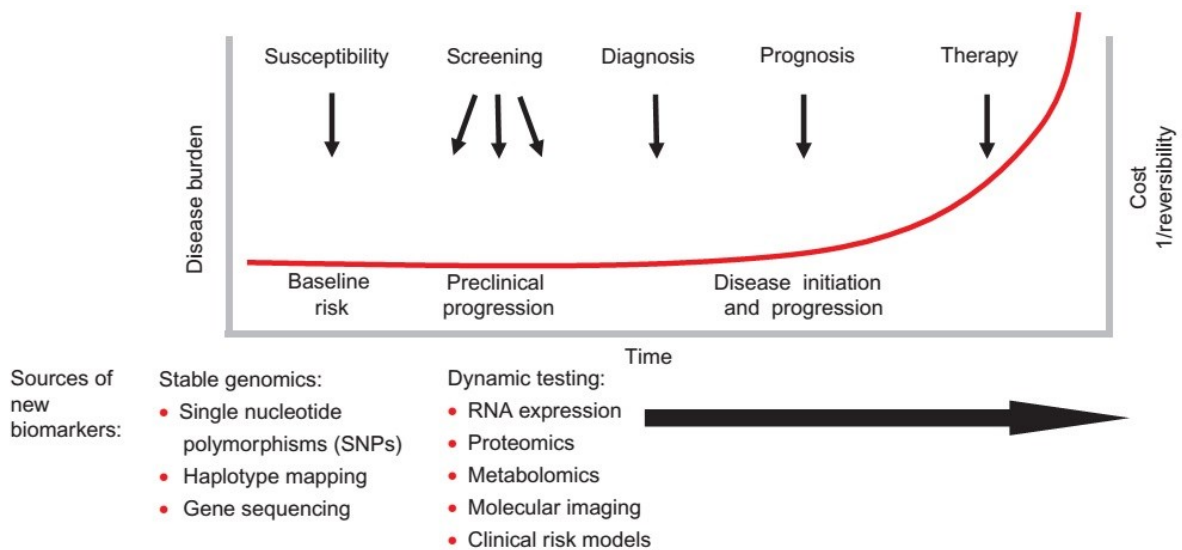 Susceptibility
Screening
Diagnosis
Prognosis
Therapy
Disease burden
Cost
1/reversibility
Baseline
risk
Preclinical
progression
Disease initiation
and progression
Time
Sources of
new
biomarkers:
Stable genomics:
• Single nucleotide
polymorphisms (SNPs)
• Haplotype mapping
• Gene sequencing
Dynamic testing:
• RNA expression
• Proteomics
• Metabolomics
• Molecular imaging
• Clinical risk models